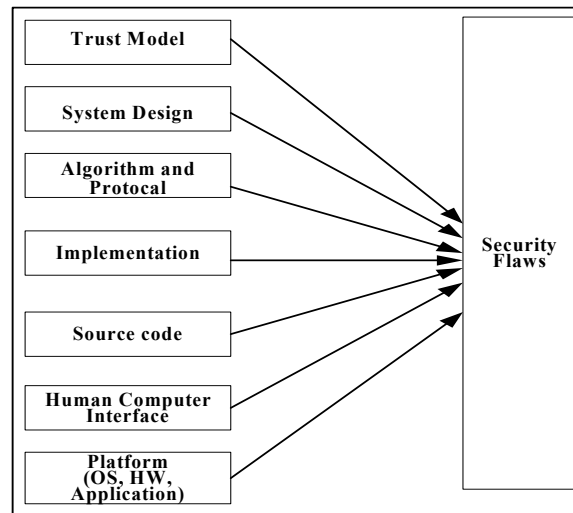 Trust Model
System Design
Algorithm and
Protocal
Implementation
Source code
Human Computer
Interface
Platform
(OS, HW,
Application)
Security
Flaws